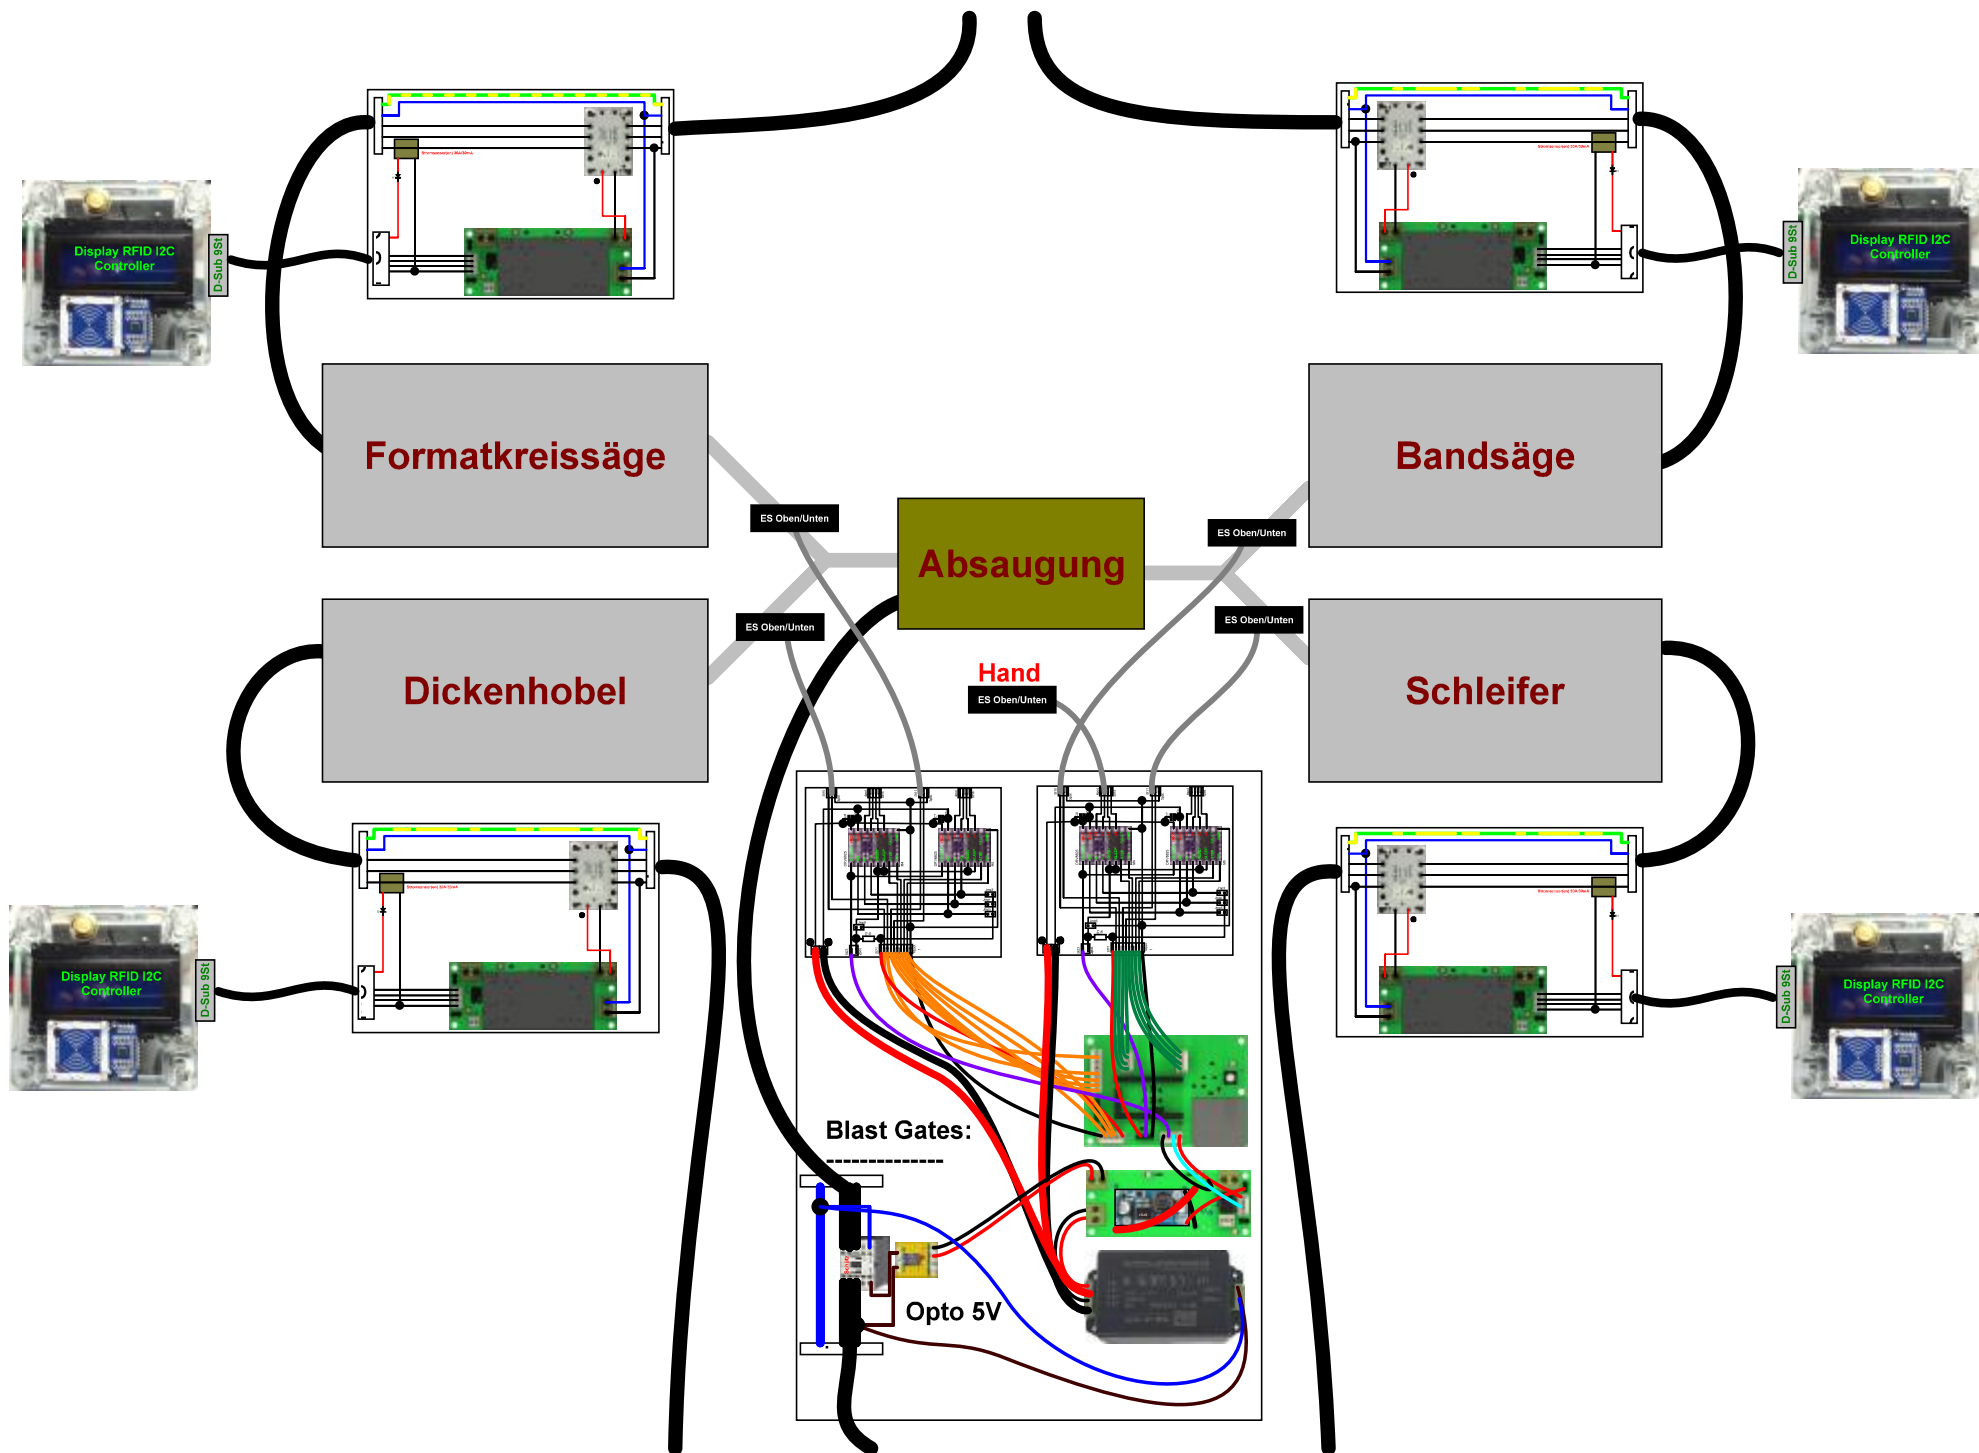 Display RFID I2C
Controller
D-Sub 9St
Display RFID I2C
Controller
D-Sub 9St
Formatkreissäge
Bandsäge
ES Oben/Unten
Absaugung
ES Oben/Unten
Dickenhobel
ES Oben/Unten
Hand
ES Oben/Unten
ES Oben/Unten
Schleifer
Display RFID I2C
Controller
D-Sub 9St
Display RFID I2C
Controller
D-Sub 9St
Blast Gates:
--------------
Opto 5V